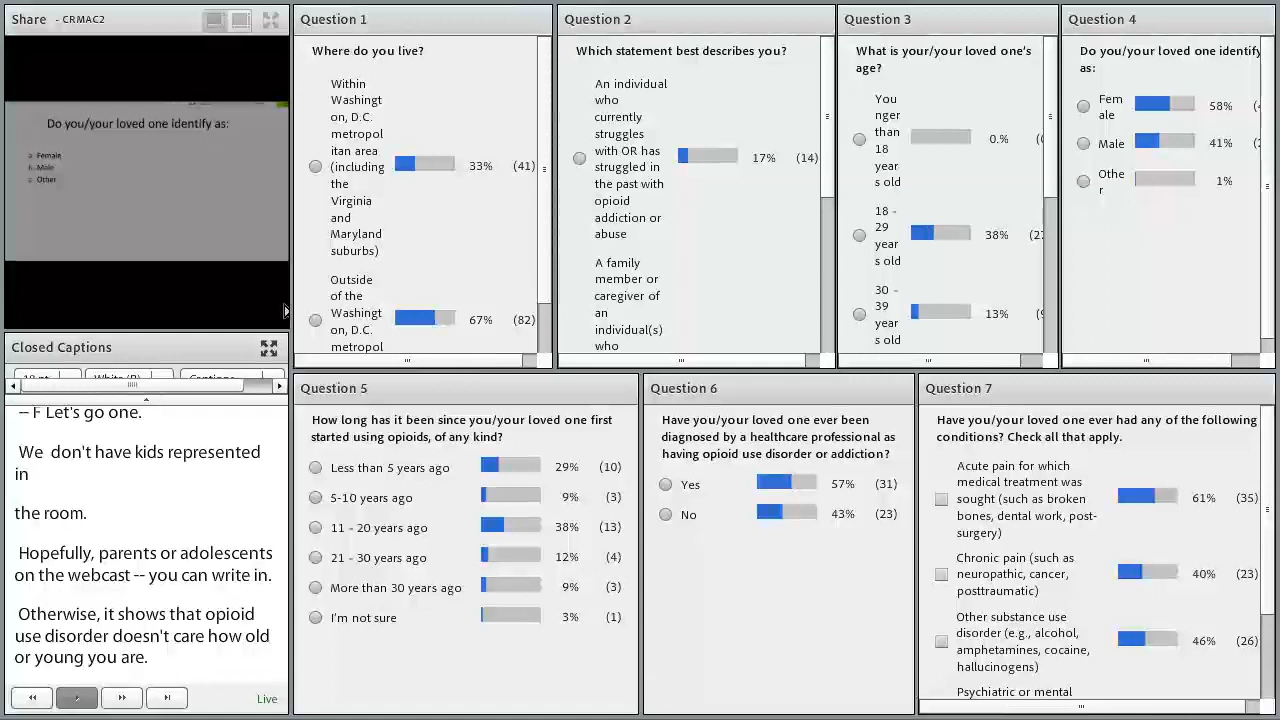 Share - CRMAC2
Do you/your loved one identify as:
Female
Male
Other
Question 1
Where do you live?
Within
Washingt
on, D.C.
metropol
itan area
(including
the
Virginia
and
Maryland
suburbs)
33% (41)
Outside
of the
Washingt
on, D.C.
metropol
67% (82)
Question 2
Which statement best describes you?
An individual
who
currently
struggles
with OR has
struggled in
the past with
opioid
addiction or
abuse
17% (14)
A family
member or
caregiver of
an
individual(s)
who
Question 3
What is your/your loved one's
age?
You
nger
than
18
year
s old
0.%
18 -
29
year
s old
38%
30 -
39
year
s old
13%
Question 4
Do you/your loved one identify
as:
Fem
ale
58%
Male 41%
Othe
r
1%
Closed Captions
-- F Let's go one.
We don't have kids represented
in
the room.
Hopefully, parents or adolescents
on the webcast -- you can write in.
Otherwise, it shows that opioid
use disorder doesn't care how old
or young you are.
Live
Question 5
How long has it been since you/your loved one first
started using opioids, of any kind?
Less than 5 years ago 29% (10)
5-10 years ago 9% (3)
11 - 20 years ago 38% (13)
21 - 30 years ago 12% (4)
More than 30 years ago 9% (3)
I'm not sure 3% (1)
Question 6
Have you/your loved one ever been
diagnosed by a healthcare professional as
having opioid use disorder or addiction?
Yes 57% (31)
No 43% (23)
Question 7
Have you/your loved one ever had any of the following
conditions? Check all that apply.
Acute pain for which
medical treatment was
sought (such as broken
bones, dental work, post-
surgery)
61% (35)
Chronic pain (such as
neuropathic, cancer,
posttraumatic)
40% (23)
Other substance use
disorder (e.g., alcohol,
amphetamines, cocaine,
hallucinogens)
46% (26)
Psychiatric or mental